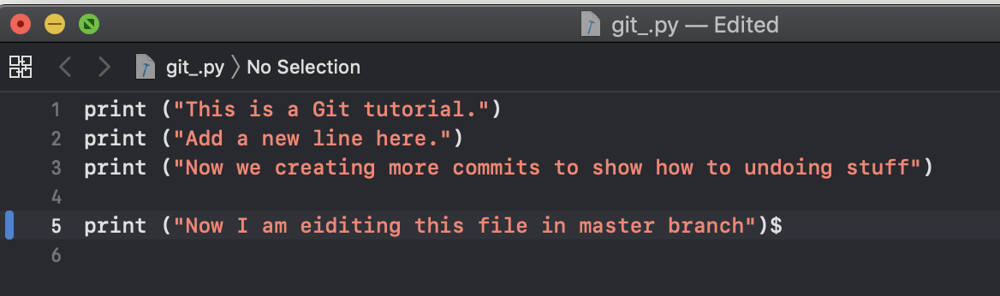 git_.py — Edited
git_.py 〉No Selection
1 print ("This is a Git tutorial.")
2 print ("Add a new line here.")
3 print ("Now we creating more commits to show how to undoing stuff")
4
5 print ("Now I am eiditing this file in master branch")$
6